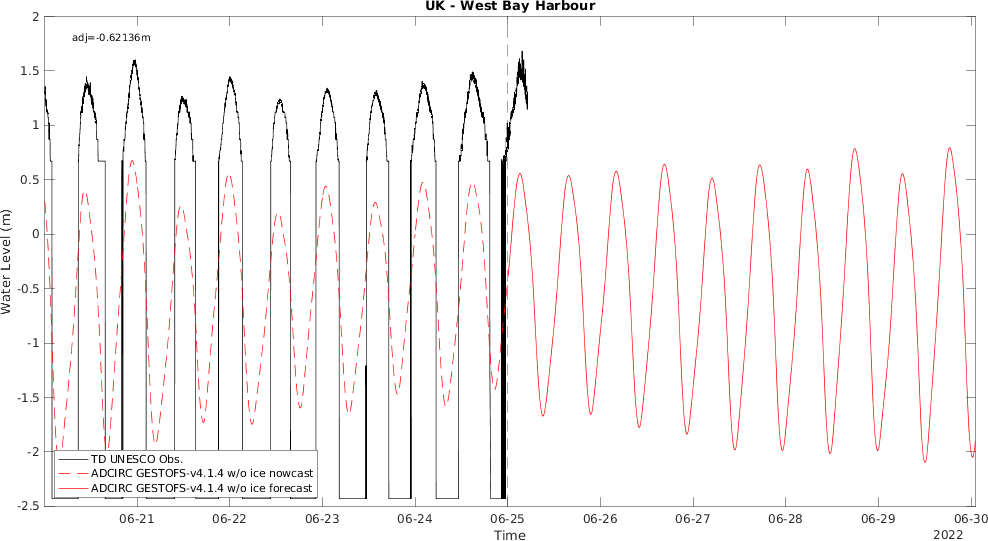 UK - West Bay Harbour
adj=-0.62136m
2
1.5
1
0.5
0
-0.5
-1
-1.5
-2
-2.5
Water Level (m)
TD UNESCO Obs.
ADCIRC GESTOFS-v4.1.4 w/o ice nowcast
ADCIRC GESTOFS-v4.1.4 w/o ice forecast
06-21 06-22 06-23 06-24 06-25 06-26 06-27 06-28 06-29 06-30
Time
2022